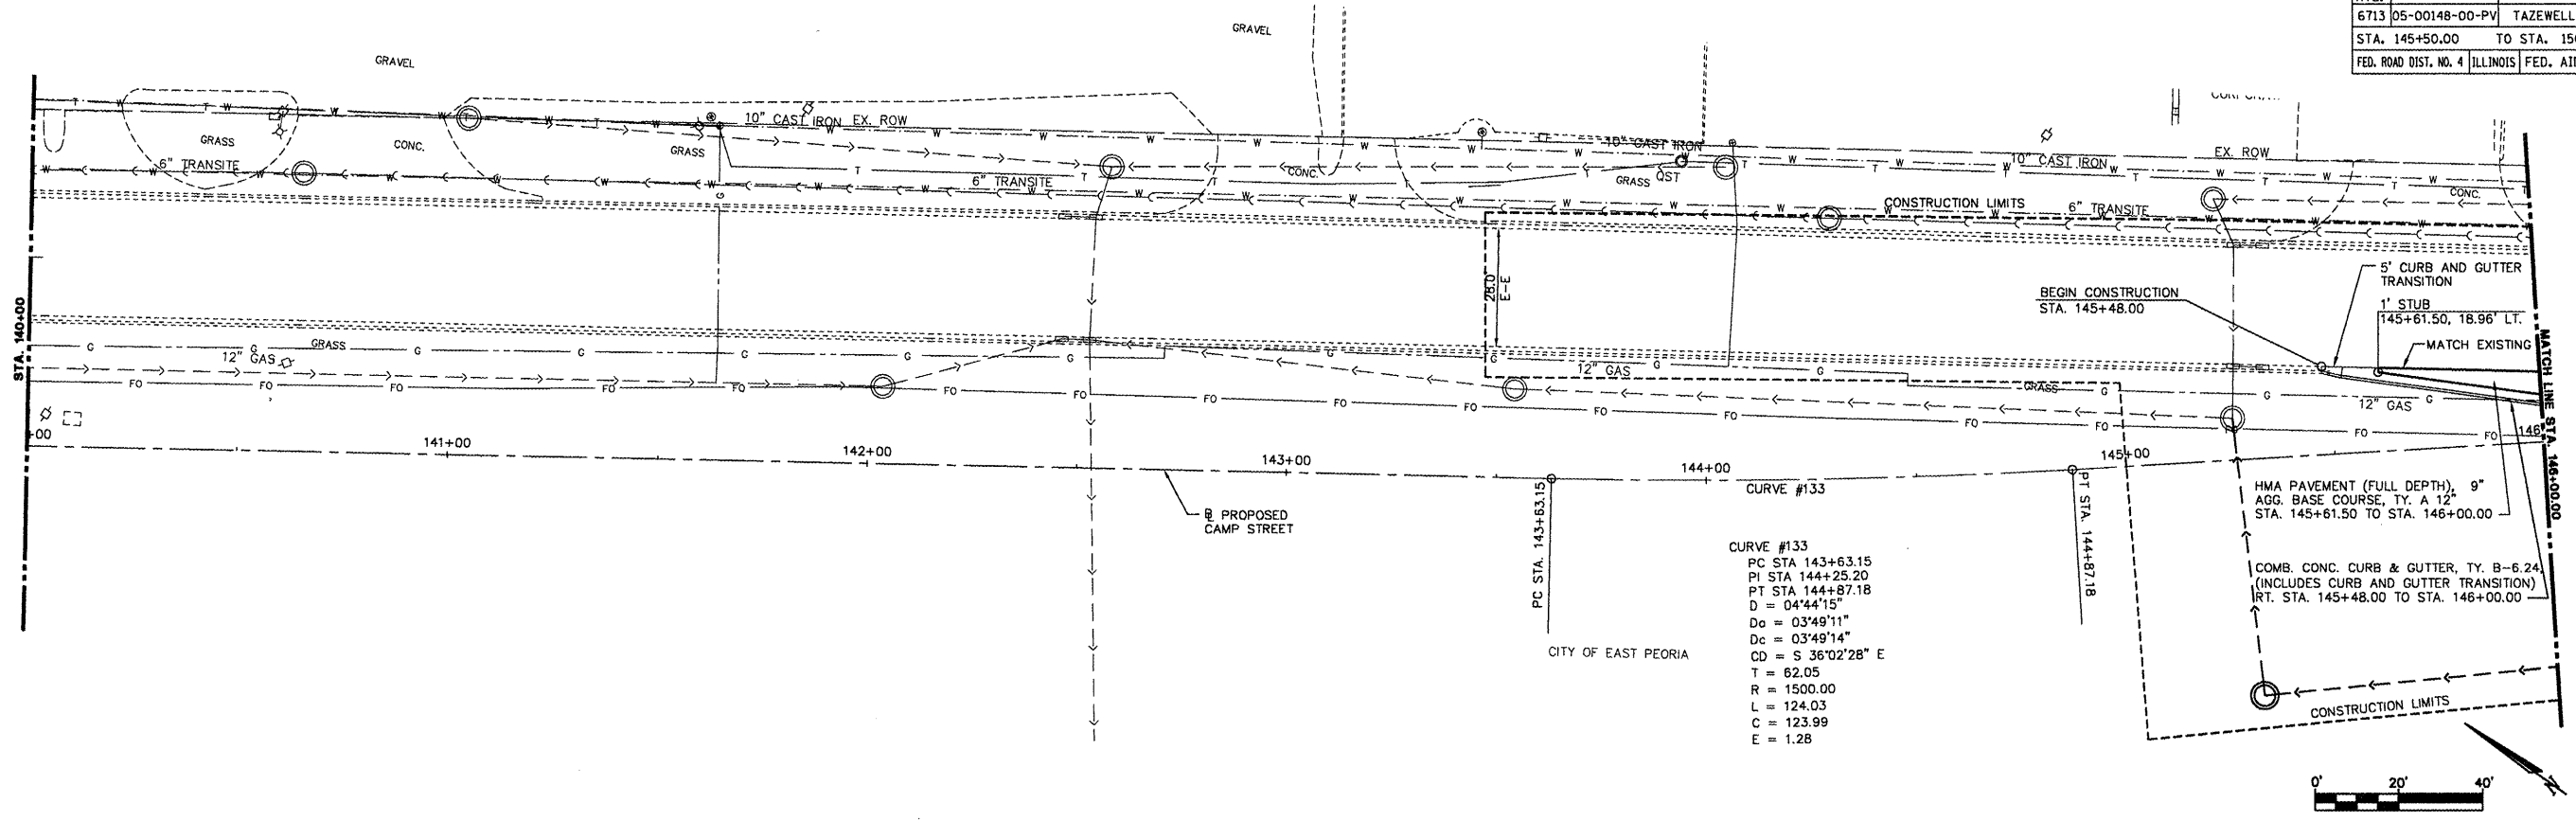 6713 05-00148-00-PV TAZEWELL
STA. 145+50.00 TO STA.
FED. ROAD DIST. NO. 4 ILLINOIS FED.
GRAVEL
GRAVEL
10" CAST IRON EX. ROW
10" CAST IRON
10" CAST IRON
EX. ROW
GRASS
CONC.
GRASS
CONC.
GRASS
QST
CONC.
6" TRANSITE
6" TRANSITE
CONSTRUCTION LIMITS
6" TRANSITE
STA. 140+00
28.0'
E-E
BEGIN CONSTRUCTION
STA. 145+48.00
5' CURB AND GUTTER
TRANSITION
1' STUB
145+61.50, 18.96' LT.
MATCH EXISTING
MATCH LINE STA. 146+00.00
GRASS
12" GAS
12" GAS
GRASS
12" GAS
+00
141+00
142+00
143+00
144+00
145+00
146
CURVE #133
PC STA. 143+63.15
PT STA. 144+87.18
℄ PROPOSED
CAMP STREET
HMA PAVEMENT (FULL DEPTH), 9"
AGG. BASE COURSE, TY. A 12"
STA. 145+61.50 TO STA. 146+00.00
COMB. CONC. CURB & GUTTER, TY. B-6.24,
(INCLUDES CURB AND GUTTER TRANSITION)
RT. STA. 145+48.00 TO STA. 146+00.00
CURVE #133
PC STA 143+63.15
PI STA 144+25.20
PT STA 144+87.18
D = 04°44'15"
Da = 03°49'11"
Dc = 03°49'14"
CD = S 36°02'28" E
T = 62.05
R = 1500.00
L = 124.03
C = 123.99
E = 1.28
CITY OF EAST PEORIA
CONSTRUCTION LIMITS
N
0' 20' 40'